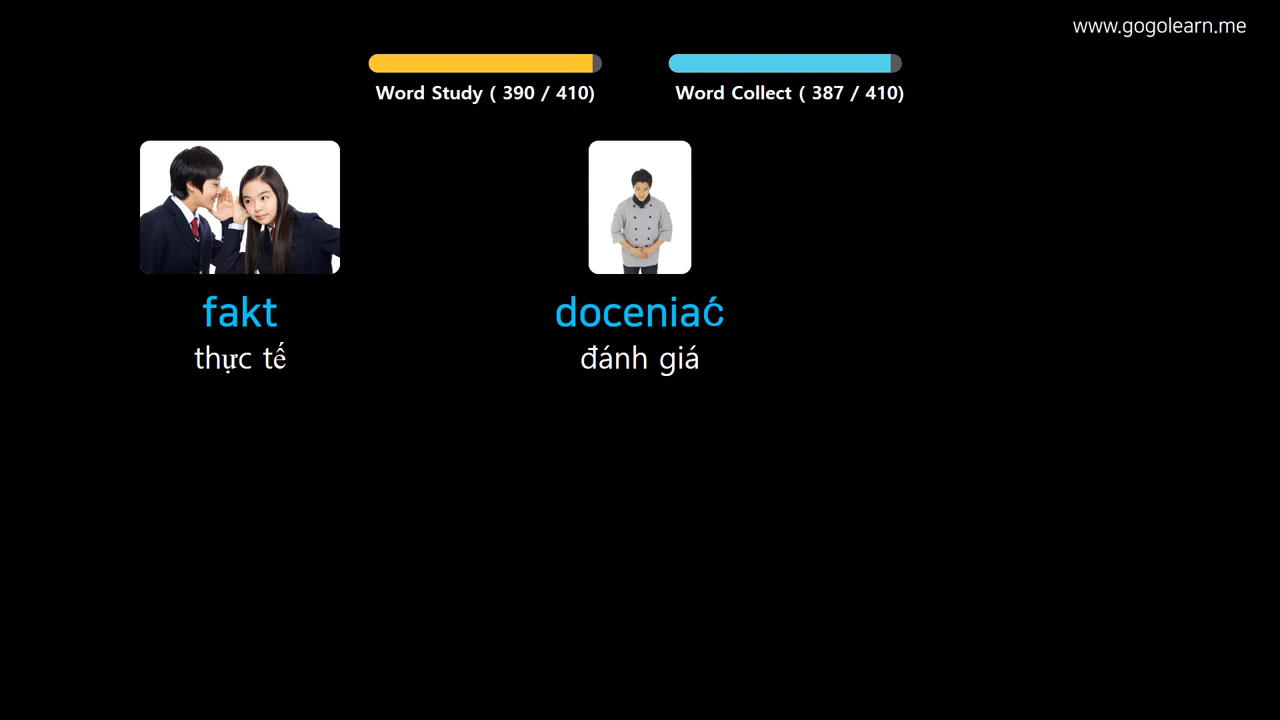 www.gogolearn.me
Word Study ( 390 / 410)
Word Collect ( 387 / 410)
fakt
thực tế
doceniać
đánh giá